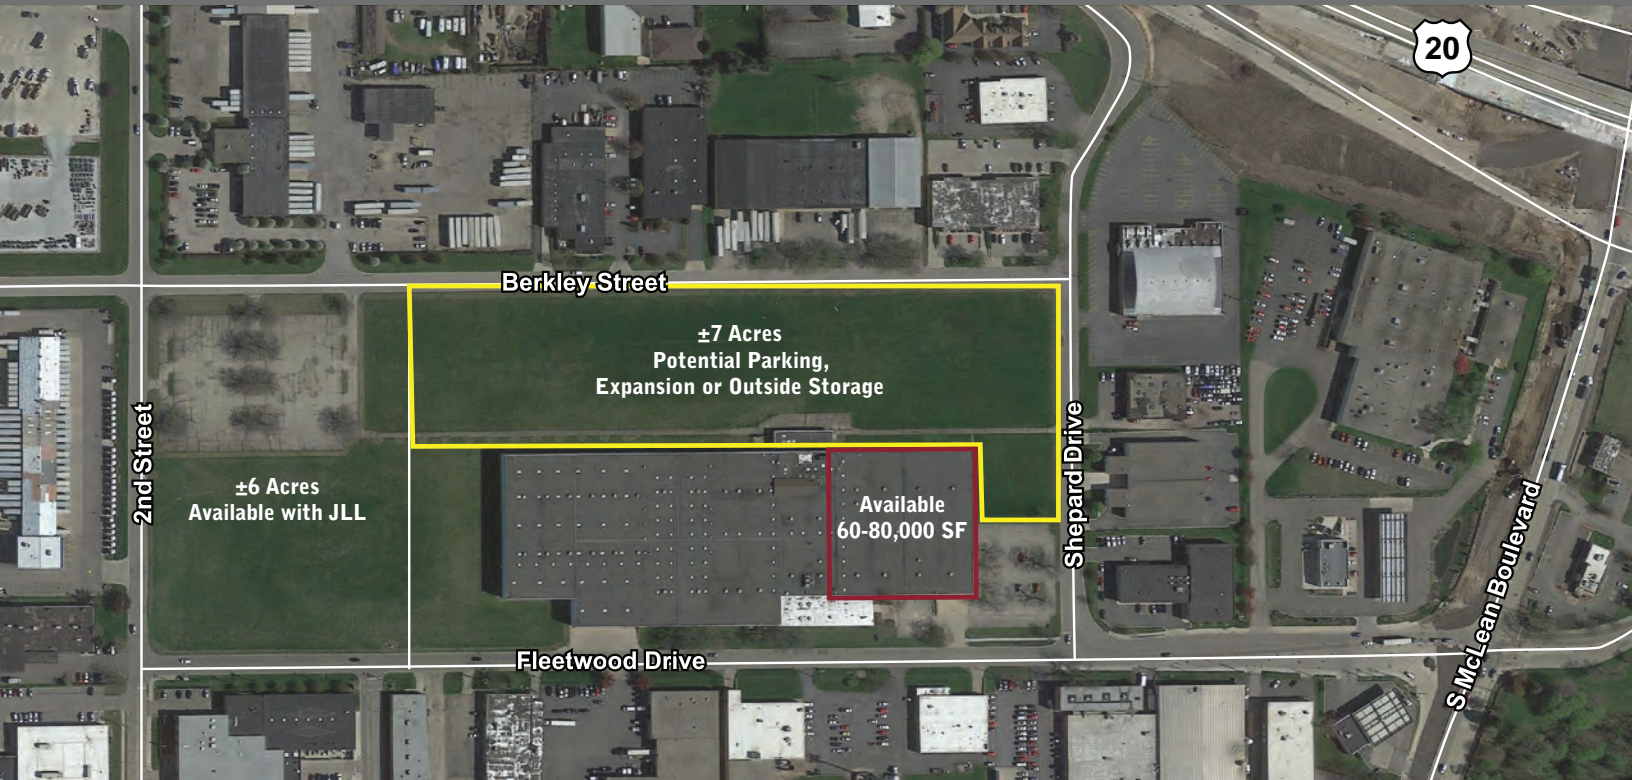 20
Berkley Street
±7 Acres
Potential Parking,
Expansion or Outside Storage
2nd Street
±6 Acres
Available with JLL
Available
60-80,000 SF
Shepard Drive
S McLean Boulevard
Fleetwood Drive